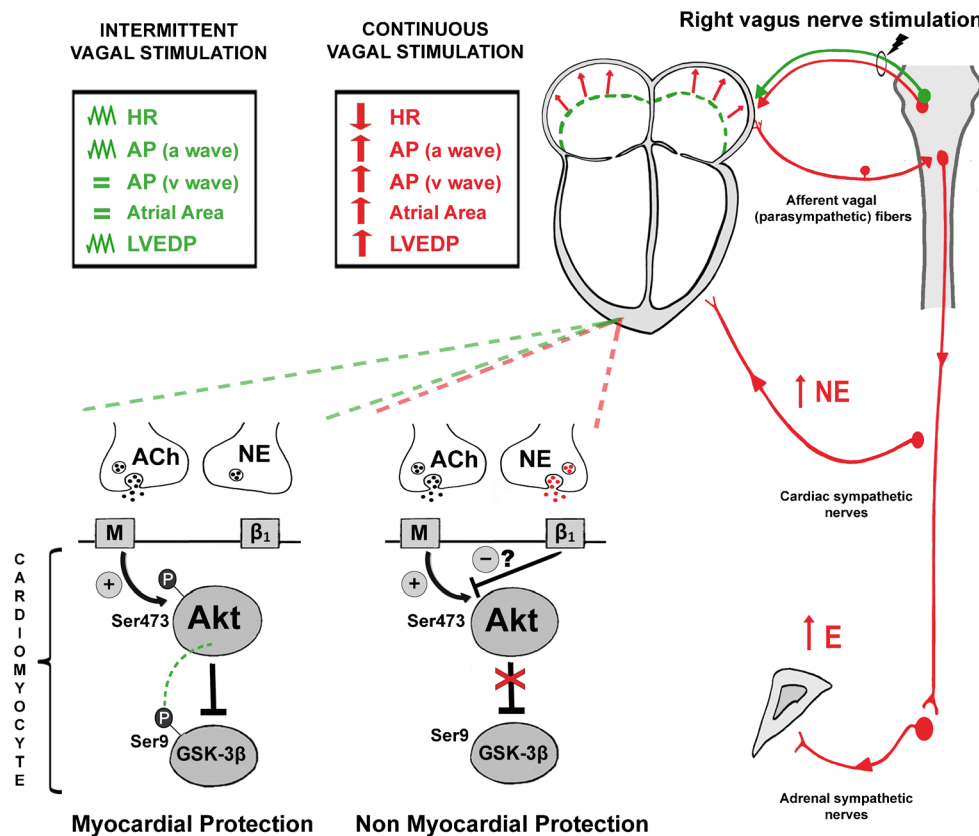 INTERMITTENT
VAGAL STIMULATION
HR
AP (a wave)
= AP (v wave)
= Atrial Area
LVEDP
CONTINUOUS
VAGAL STIMULATION
HR
AP (a wave)
AP (v wave)
Atrial Area
LVEDP
Right vagus nerve stimulation
Afferent vagal
(parasympathetic) fibers
↑ NE
Cardiac sympathetic
nerves
↑ E
Adrenal sympathetic
nerves
CARDIOMYOCYTE
ACh
NE
M
β₁
+
P
Ser473
Akt
P
Ser9
GSK-3β
Myocardial Protection
ACh
NE
M
β₁
− ?
+
Ser473
Akt
Ser9
GSK-3β
Non Myocardial Protection